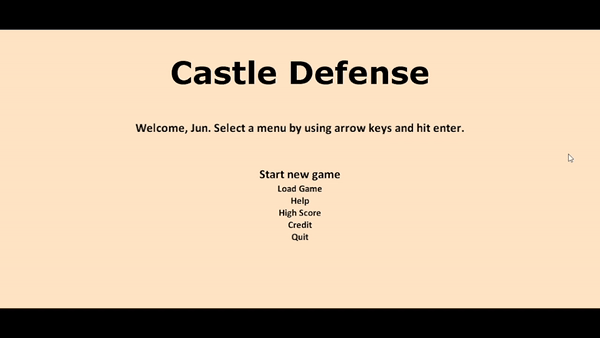 Castle Defense
Welcome, Jun. Select a menu by using arrow keys and hit enter.
Start new game
Load Game
Help
High Score
Credit
Quit